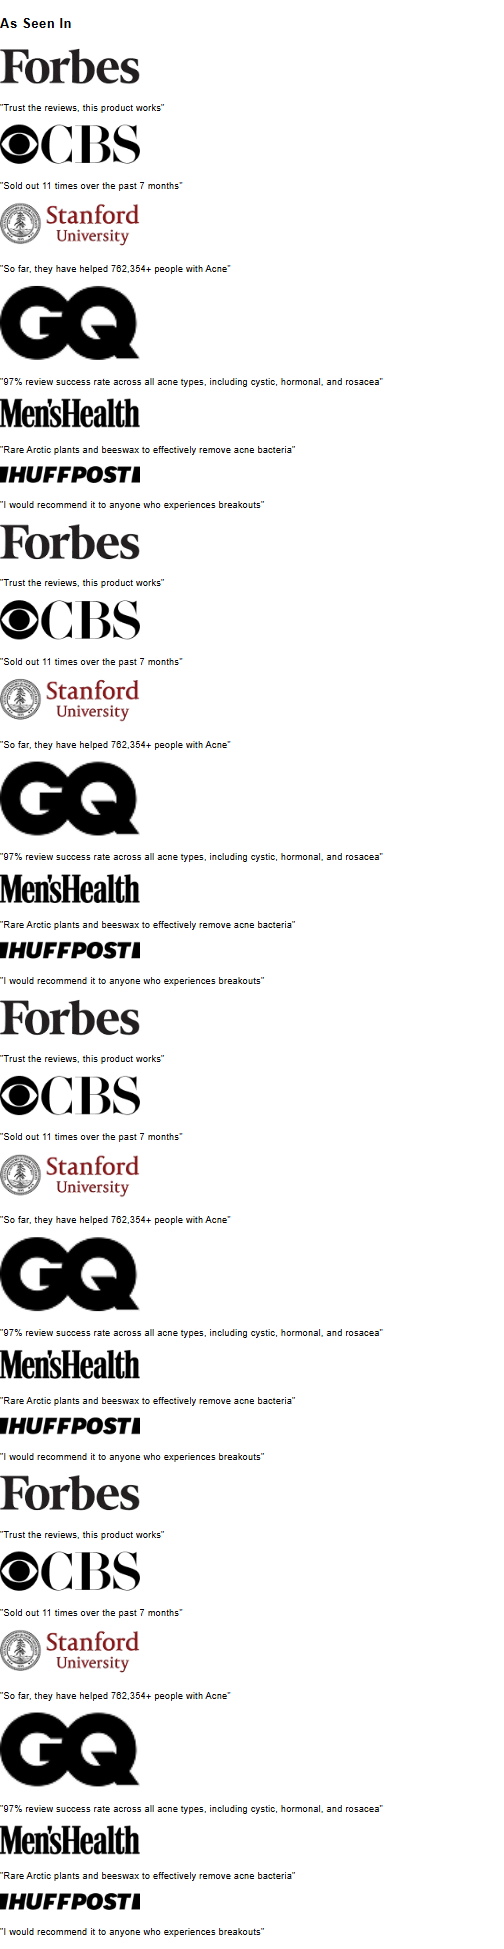 As Seen In
Forbes
"Trust the reviews, this product works"
CBS
"Sold out 11 times over the past 7 months"
Stanford
University
"So far, they have helped 762,354+ people with Acne"
GQ
"97% review success rate across all acne types, including cystic, hormonal, and rosacea"
Men'sHealth
"Rare Arctic plants and beeswax to effectively remove acne bacteria"
HUFFPOST
"I would recommend it to anyone who experiences breakouts"
Forbes
"Trust the reviews, this product works"
CBS
"Sold out 11 times over the past 7 months"
Stanford
University
"So far, they have helped 762,354+ people with Acne"
GQ
"97% review success rate across all acne types, including cystic, hormonal, and rosacea"
Men'sHealth
"Rare Arctic plants and beeswax to effectively remove acne bacteria"
HUFFPOST
"I would recommend it to anyone who experiences breakouts"
Forbes
"Trust the reviews, this product works"
CBS
"Sold out 11 times over the past 7 months"
Stanford
University
"So far, they have helped 762,354+ people with Acne"
GQ
"97% review success rate across all acne types, including cystic, hormonal, and rosacea"
Men'sHealth
"Rare Arctic plants and beeswax to effectively remove acne bacteria"
HUFFPOST
"I would recommend it to anyone who experiences breakouts"
Forbes
"Trust the reviews, this product works"
CBS
"Sold out 11 times over the past 7 months"
Stanford
University
"So far, they have helped 762,354+ people with Acne"
GQ
"97% review success rate across all acne types, including cystic, hormonal, and rosacea"
Men'sHealth
"Rare Arctic plants and beeswax to effectively remove acne bacteria"
HUFFPOST
"I would recommend it to anyone who experiences breakouts"